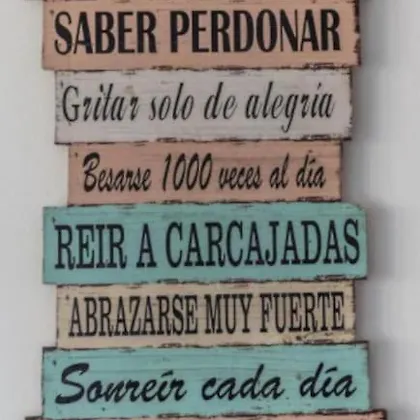 SABER PERDONAR
Gritar solo de alegría
Besarse 1000 veces al día
REIR A CARCAJADAS
ABRAZARSE MUY FUERTE
Sonreír cada día